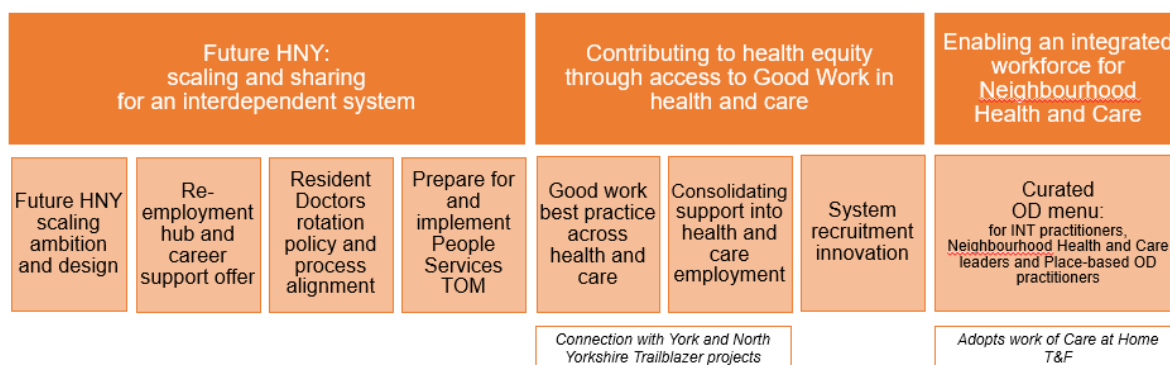 Future HNY:
scaling and sharing
for an interdependent system
Contributing to health equity
through access to Good Work in
health and care
Enabling an integrated
workforce for
Neighbourhood
Health and Care
Future HNY
scaling
ambition
and design
Re-
employment
hub and
career
support offer
Resident
Doctors
rotation
policy and
process
alignment
Prepare for
and
implement
People
Services
TOM
Good work
best practice
across
health and
care
Consolidating
support into
health and
care
employment
System
recruitment
innovation
Curated
OD menu:
for INT practitioners,
Neighbourhood Health and Care
leaders and Place-based OD
practitioners
Connection with York and North
Yorkshire Trailblazer projects
Adopts work of Care at Home
T&F